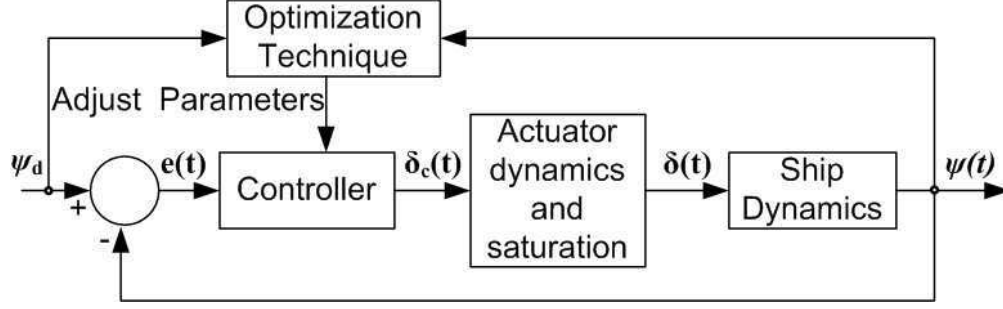 Optimization
Technique
Adjust Parameters
ψd
+
-
e(t)
Controller
δc(t)
Actuator
dynamics
and
saturation
δ(t)
Ship
Dynamics
ψ(t)